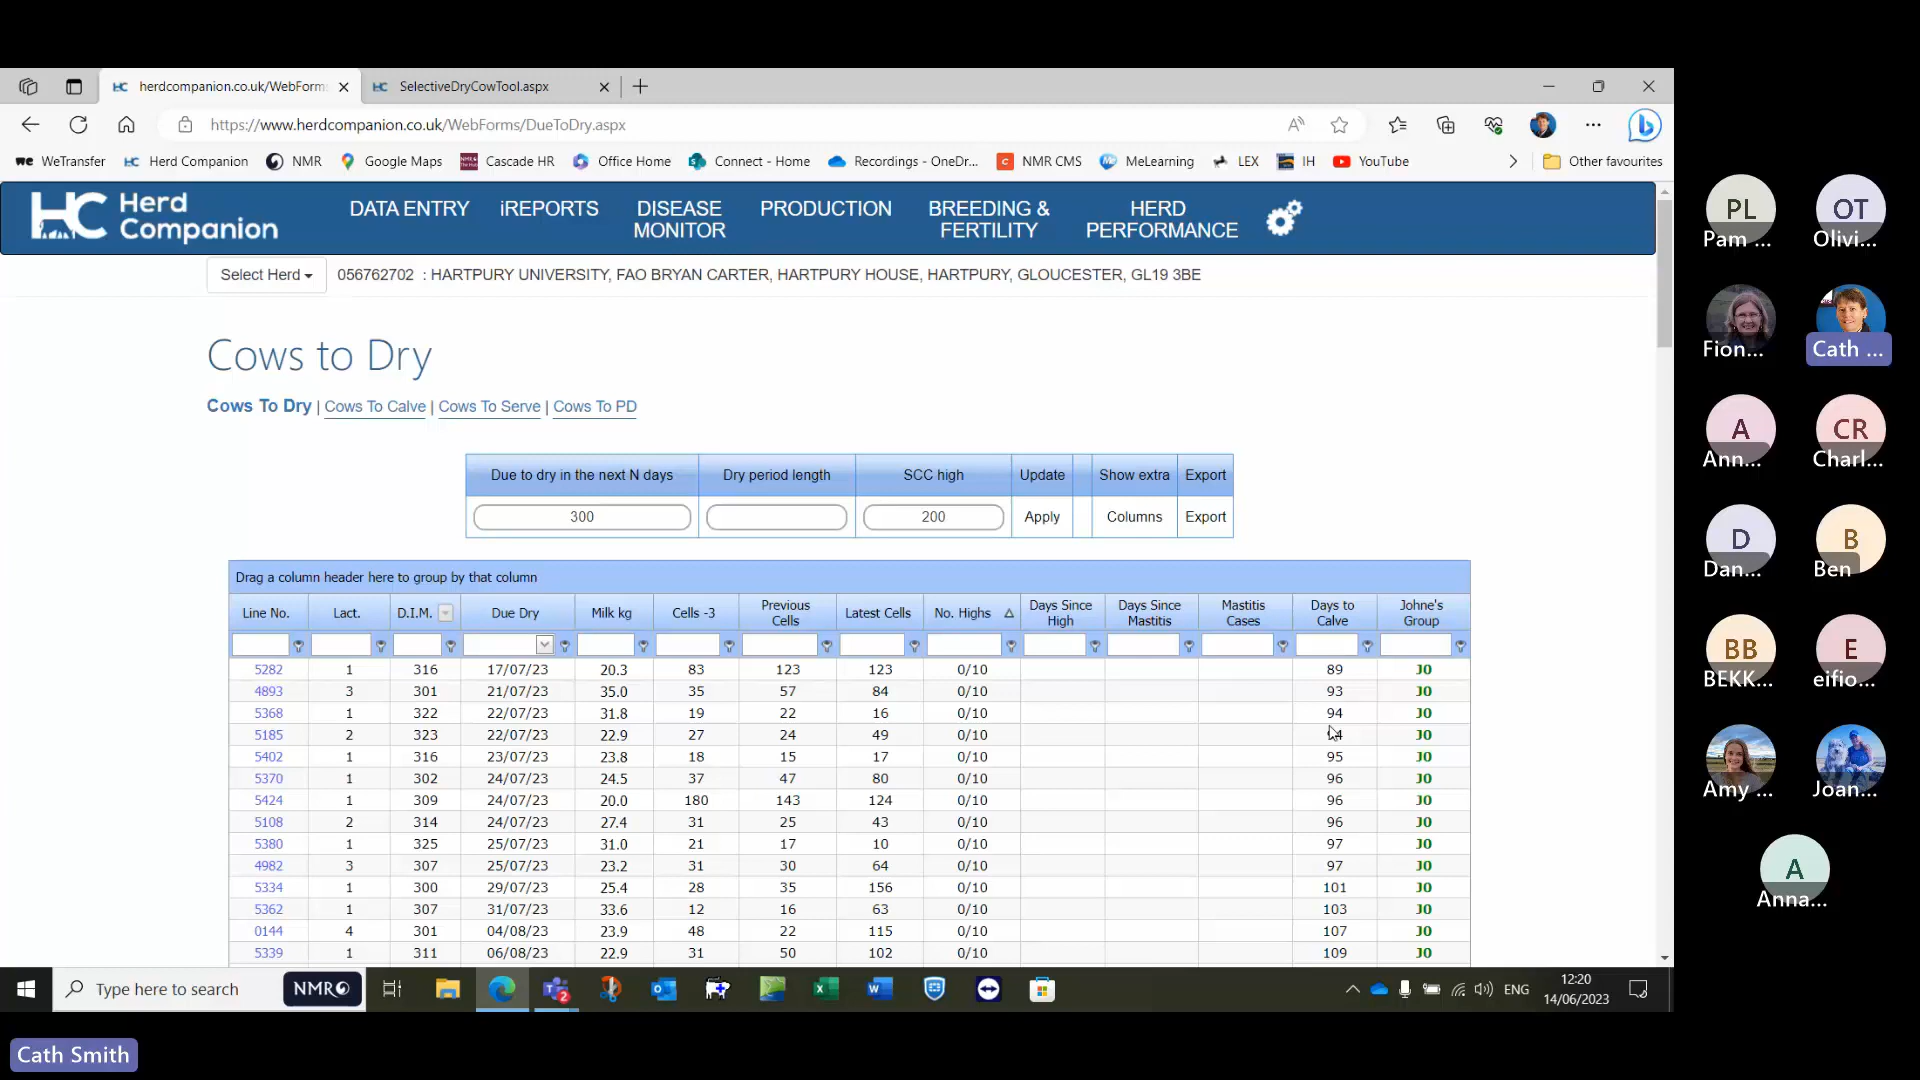 herdcompanion.co.uk/WebForm:
SelectiveDryCowTool.aspx
https://www.herdcompanion.co.uk/WebForms/DueToDry.aspx
we WeTransfer HC Herd Companion NMR Google Maps Cascade HR Office Home Connect - Home Recordings - OneDr... NMR CMS MeLearning LEX IH YouTube Other favourites
HC Herd Companion
DATA ENTRY iREPORTS DISEASE MONITOR PRODUCTION BREEDING & FERTILITY HERD PERFORMANCE
Select Herd 056762702 : HARTPURY UNIVERSITY, FAO BRYAN CARTER, HARTPURY HOUSE, HARTPURY, GLOUCESTER, GL19 3BE
Cows to Dry
Cows To Dry | Cows To Calve | Cows To Serve | Cows To PD
Due to dry in the next N days Dry period length SCC high Update Show extra Export
300 200 Apply Columns Export
Drag a column header here to group by that column
Line No. Lact. D.I.M. Due Dry Milk kg Cells -3 Previous Cells Latest Cells No. Highs Days Since High Days Since Mastitis Mastitis Cases Days to Calve Johne's Group
5282 1 316 17/07/23 20.3 83 123 123 0/10 89 J0
4893 3 301 21/07/23 35.0 35 57 84 0/10 93 J0
5368 1 322 22/07/23 31.8 19 22 16 0/10 94 J0
5185 2 323 22/07/23 22.9 27 24 49 0/10 J0
5402 1 316 23/07/23 23.8 18 15 17 0/10 95 J0
5370 1 302 24/07/23 24.5 37 47 80 0/10 96 J0
5424 1 309 24/07/23 20.0 180 143 124 0/10 96 J0
5108 2 314 24/07/23 27.4 31 25 43 0/10 96 J0
5380 1 325 25/07/23 31.0 21 17 10 0/10 97 J0
4982 3 307 25/07/23 23.2 31 30 64 0/10 97 J0
5334 1 300 29/07/23 25.4 28 35 156 0/10 101 J0
5362 1 307 31/07/23 33.6 12 16 63 0/10 103 J0
0144 4 301 04/08/23 23.9 48 22 115 0/10 107 J0
5339 1 311 06/08/23 22.9 31 50 102 0/10 109 J0
Type here to search NMR
ENG
12:20
14/06/2023
Cath Smith
PL OT
Pam ... Olivi...
Fion... Cath ...
A CR
Ann... Charl...
D B
Dan... Ben
BB E
BEKK... eifio...
Amy ... Joan...
A
Anna...